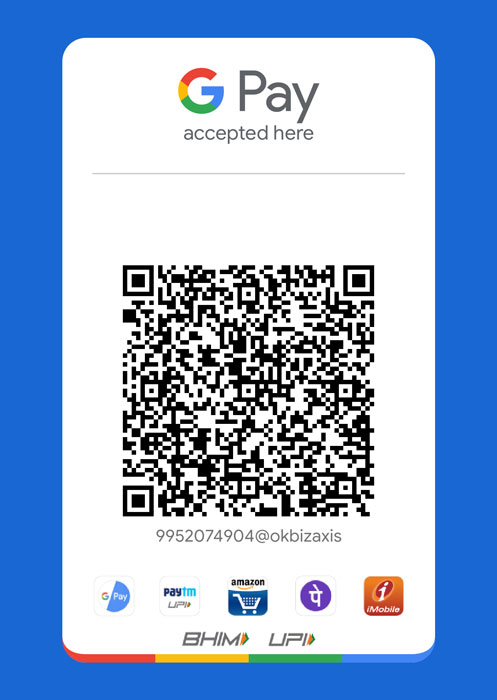 G Pay
accepted here
9952074904@okbizaxis
G Pay
paytm
UPI
amazon
पे
i
iMobile
BHIM UPI